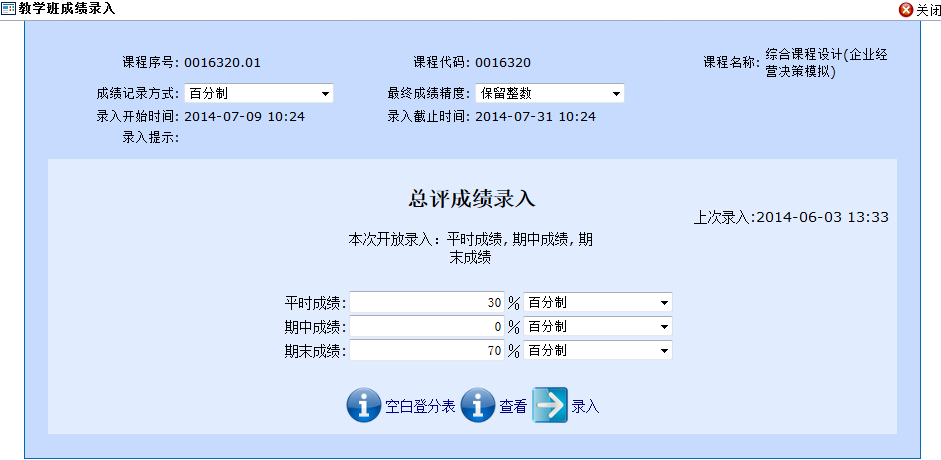 教学班成绩录入
关闭
课程序号: 0016320.01
课程代码: 0016320
课程名称: 综合课程设计(企业经
营决策模拟)
成绩记录方式: 百分制
最终成绩精度: 保留整数
录入开始时间: 2014-07-09 10:24
录入截止时间: 2014-07-31 10:24
录入提示:
总评成绩录入
上次录入:2014-06-03 13:33
本次开放录入: 平时成绩, 期中成绩, 期
末成绩
平时成绩: 30 % 百分制
期中成绩: 0 % 百分制
期末成绩: 70 % 百分制
空白登分表 查看 录入